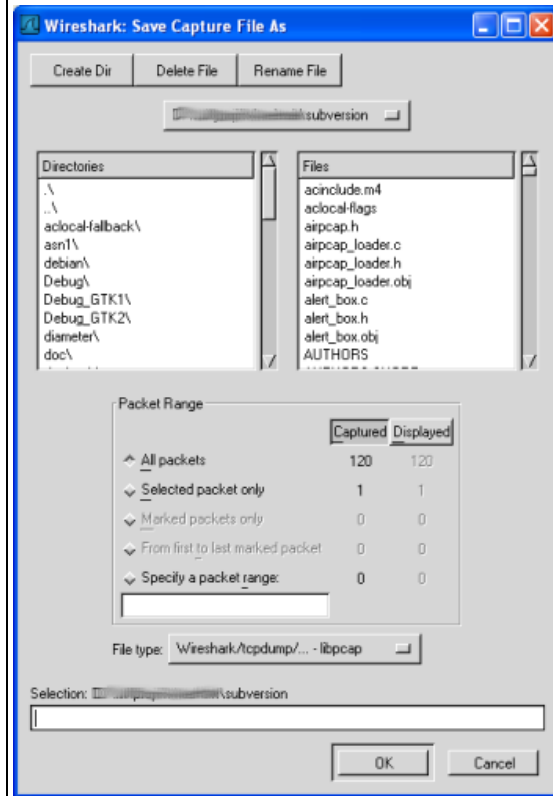 Wireshark: Save Capture File As
Create Dir Delete File Rename File
\subversion
Directories
.\
..\
aclocal-fallback\
asn1\
debian\
Debug\
Debug_GTK1\
Debug_GTK2\
diameter\
doc\
Files
acinclude.m4
aclocal-flags
airpcap.h
airpcap_loader.c
airpcap_loader.h
airpcap_loader.obj
alert_box.c
alert_box.h
alert_box.obj
AUTHORS
Packet Range
Captured Displayed
All packets 120 120
Selected packet only 1 1
Marked packets only 0 0
From first to last marked packet 0 0
Specify a packet range: 0 0
File type: Wireshark/tcpdump/... - libpcap
Selection: \subversion
OK Cancel